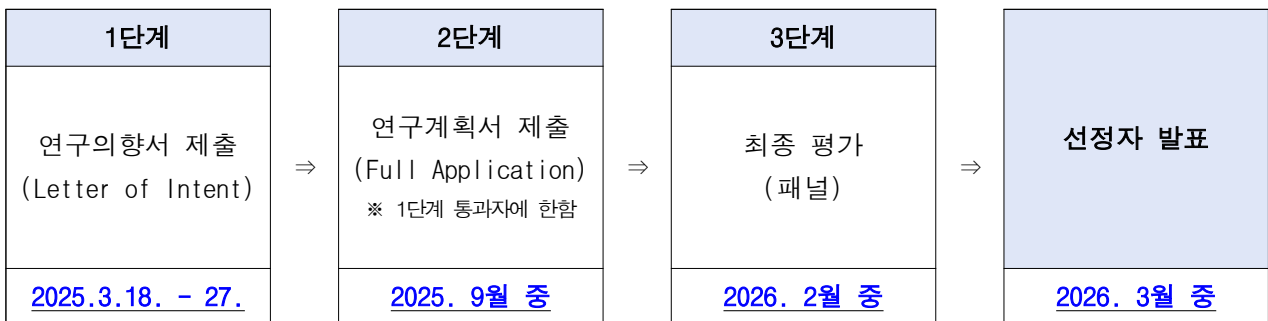 1단계
연구의향서 제출
(Letter of Intent)
2025.3.18. - 27.
⇒
2단계
연구계획서 제출
(Full Application)
※ 1단계 통과자에 한함
2025. 9월 중
⇒
3단계
최종 평가
(패널)
2026. 2월 중
⇒
선정자 발표
2026. 3월 중